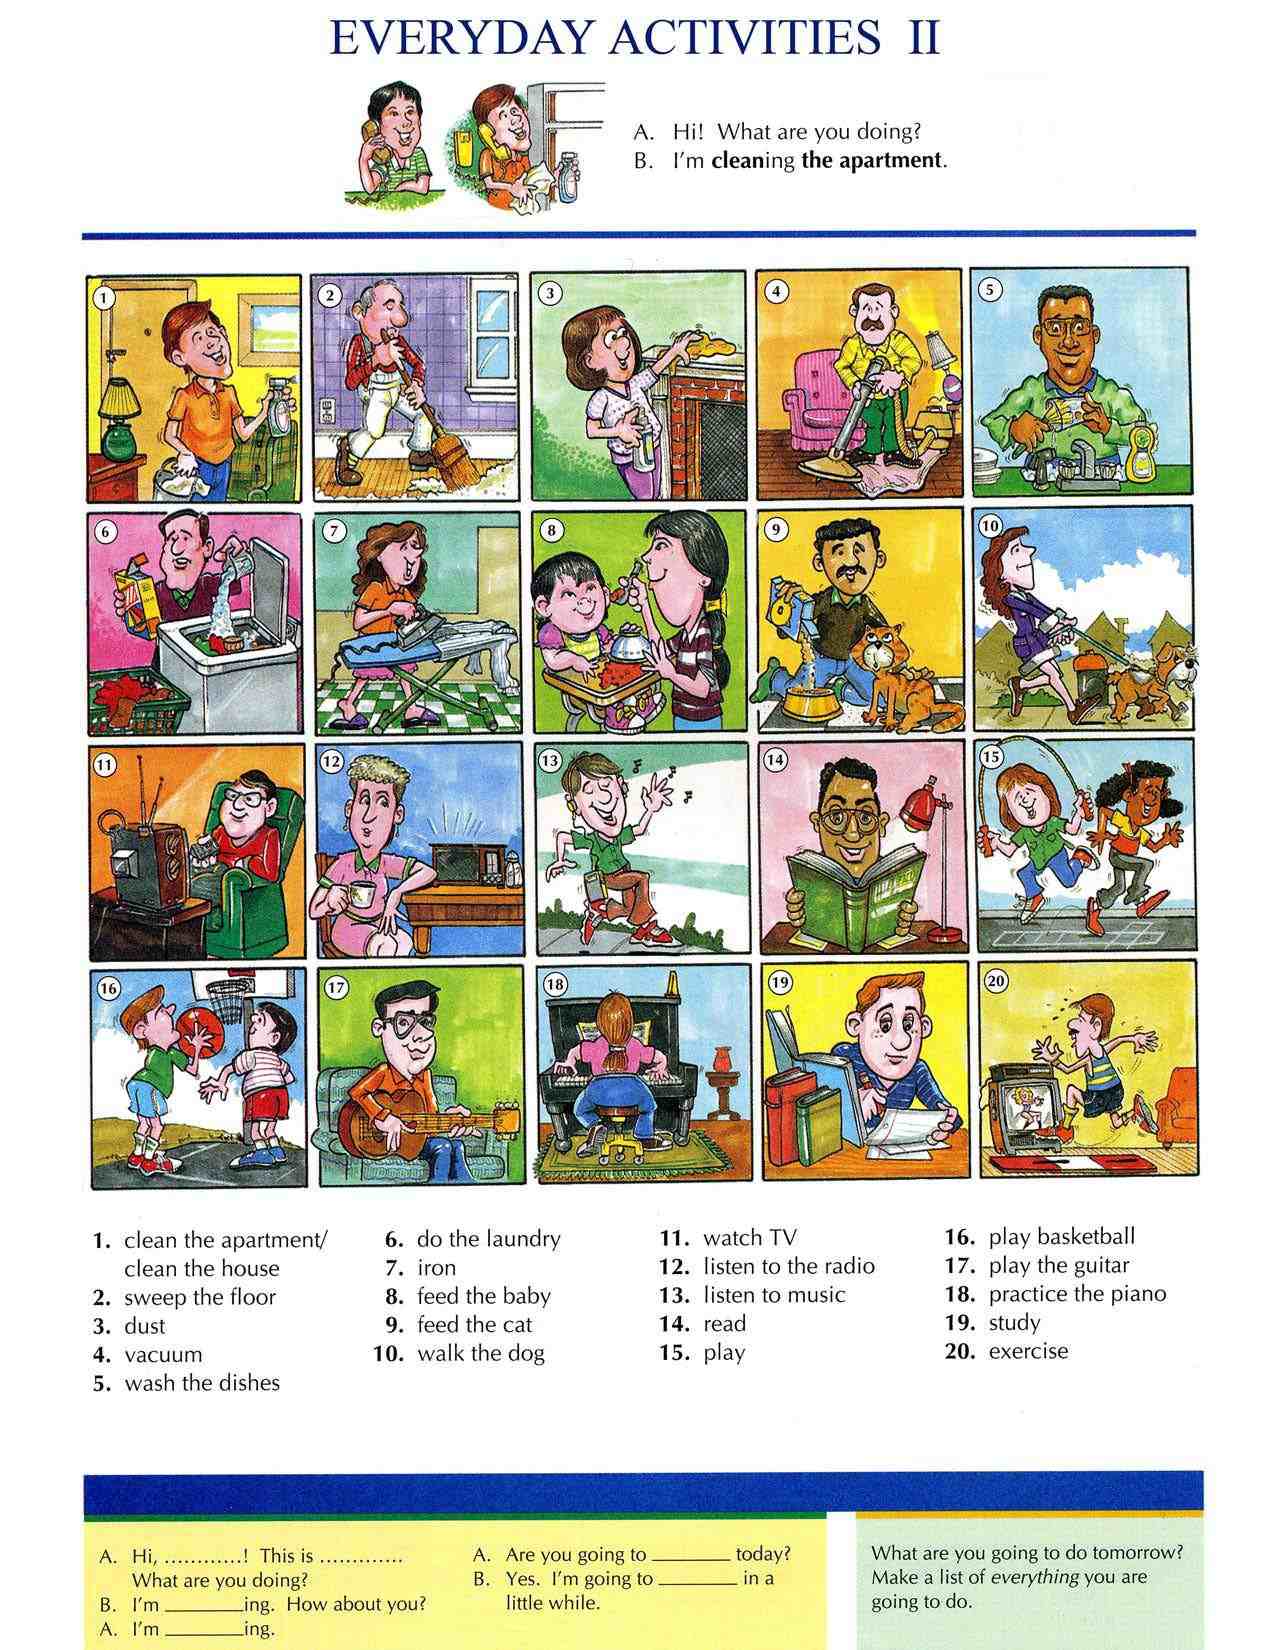 EVERYDAY ACTIVITIES II
A. Hi! What are you doing?
B. I'm cleaning the apartment.
1
2
3
4
5
6
7
8
9
10
11
12
13
14
15
16
17
18
19
20
1. clean the apartment/
clean the house
2. sweep the floor
3. dust
4. vacuum
5. wash the dishes
6. do the laundry
7. iron
8. feed the baby
9. feed the cat
10. walk the dog
11. watch TV
12. listen to the radio
13. listen to music
14. read
15. play
16. play basketball
17. play the guitar
18. practice the piano
19. study
20. exercise
A. Hi, ............! This is .............
What are you doing?
B. I'm ________ing. How about you?
A. I'm ________ing.
A. Are you going to ________ today?
B. Yes. I'm going to ________ in a
little while.
What are you going to do tomorrow?
Make a list of everything you are
going to do.